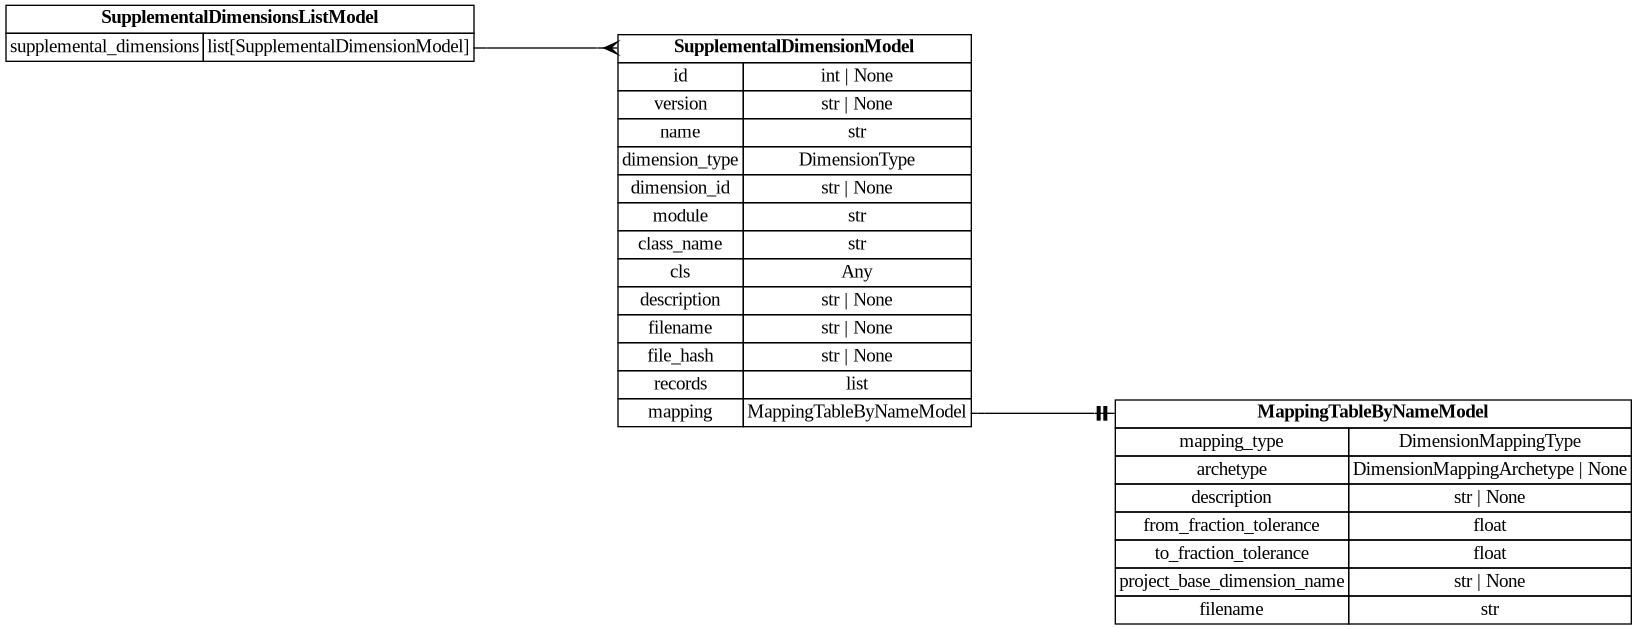 SupplementalDimensionsListModel
supplemental_dimensions list[SupplementalDimensionModel]
SupplementalDimensionModel
id int | None
version str | None
name str
dimension_type DimensionType
dimension_id str | None
module str
class_name str
cls Any
description str | None
filename str | None
file_hash str | None
records list
mapping MappingTableByNameModel
MappingTableByNameModel
mapping_type DimensionMappingType
archetype DimensionMappingArchetype | None
description str | None
from_fraction_tolerance float
to_fraction_tolerance float
project_base_dimension_name str | None
filename str